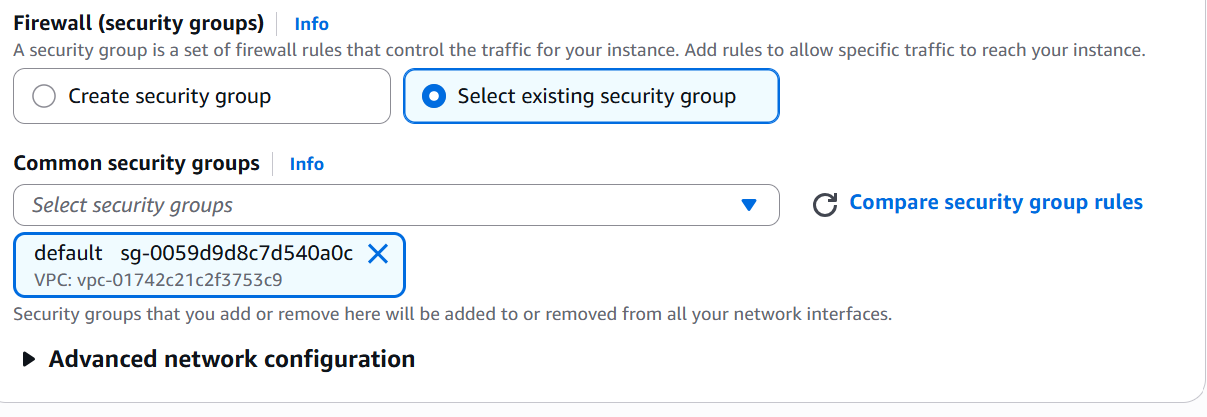 Firewall (security groups) Info
A security group is a set of firewall rules that control the traffic for your instance. Add rules to allow specific traffic to reach your instance.
Create security group Select existing security group
Common security groups Info
Select security groups Compare security group rules
default sg-0059d9d8c7d540a0c
VPC: vpc-01742c21c2f3753c9
Security groups that you add or remove here will be added to or removed from all your network interfaces.
Advanced network configuration